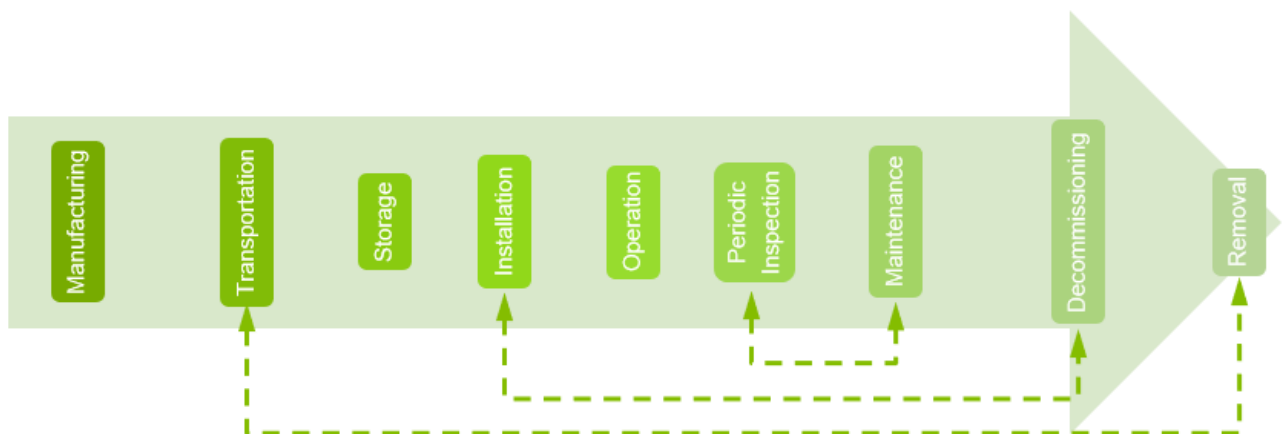 Manufacturing
Transportation
Storage
Installation
Operation
Periodic
Inspection
Maintenance
Decommissioning
Removal